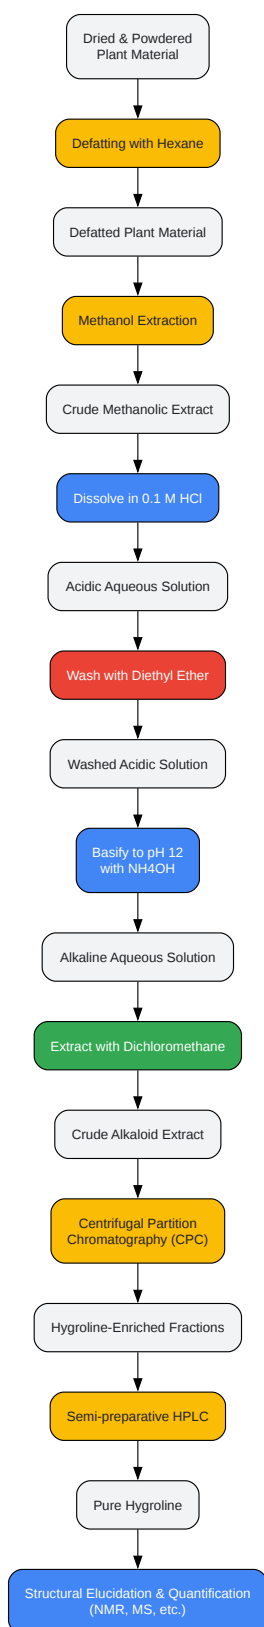 Dried & Powdered
Plant Material
Defatting with Hexane
Defatted Plant Material
Methanol Extraction
Crude Methanolic Extract
Dissolve in 0.1 M HCl
Acidic Aqueous Solution
Wash with Diethyl Ether
Washed Acidic Solution
Basify to pH 12
with NH4OH
Alkaline Aqueous Solution
Extract with Dichloromethane
Crude Alkaloid Extract
Centrifugal Partition
Chromatography (CPC)
Hygroline-Enriched Fractions
Semi-preparative HPLC
Pure Hygroline
Structural Elucidation & Quantification
(NMR, MS, etc.)